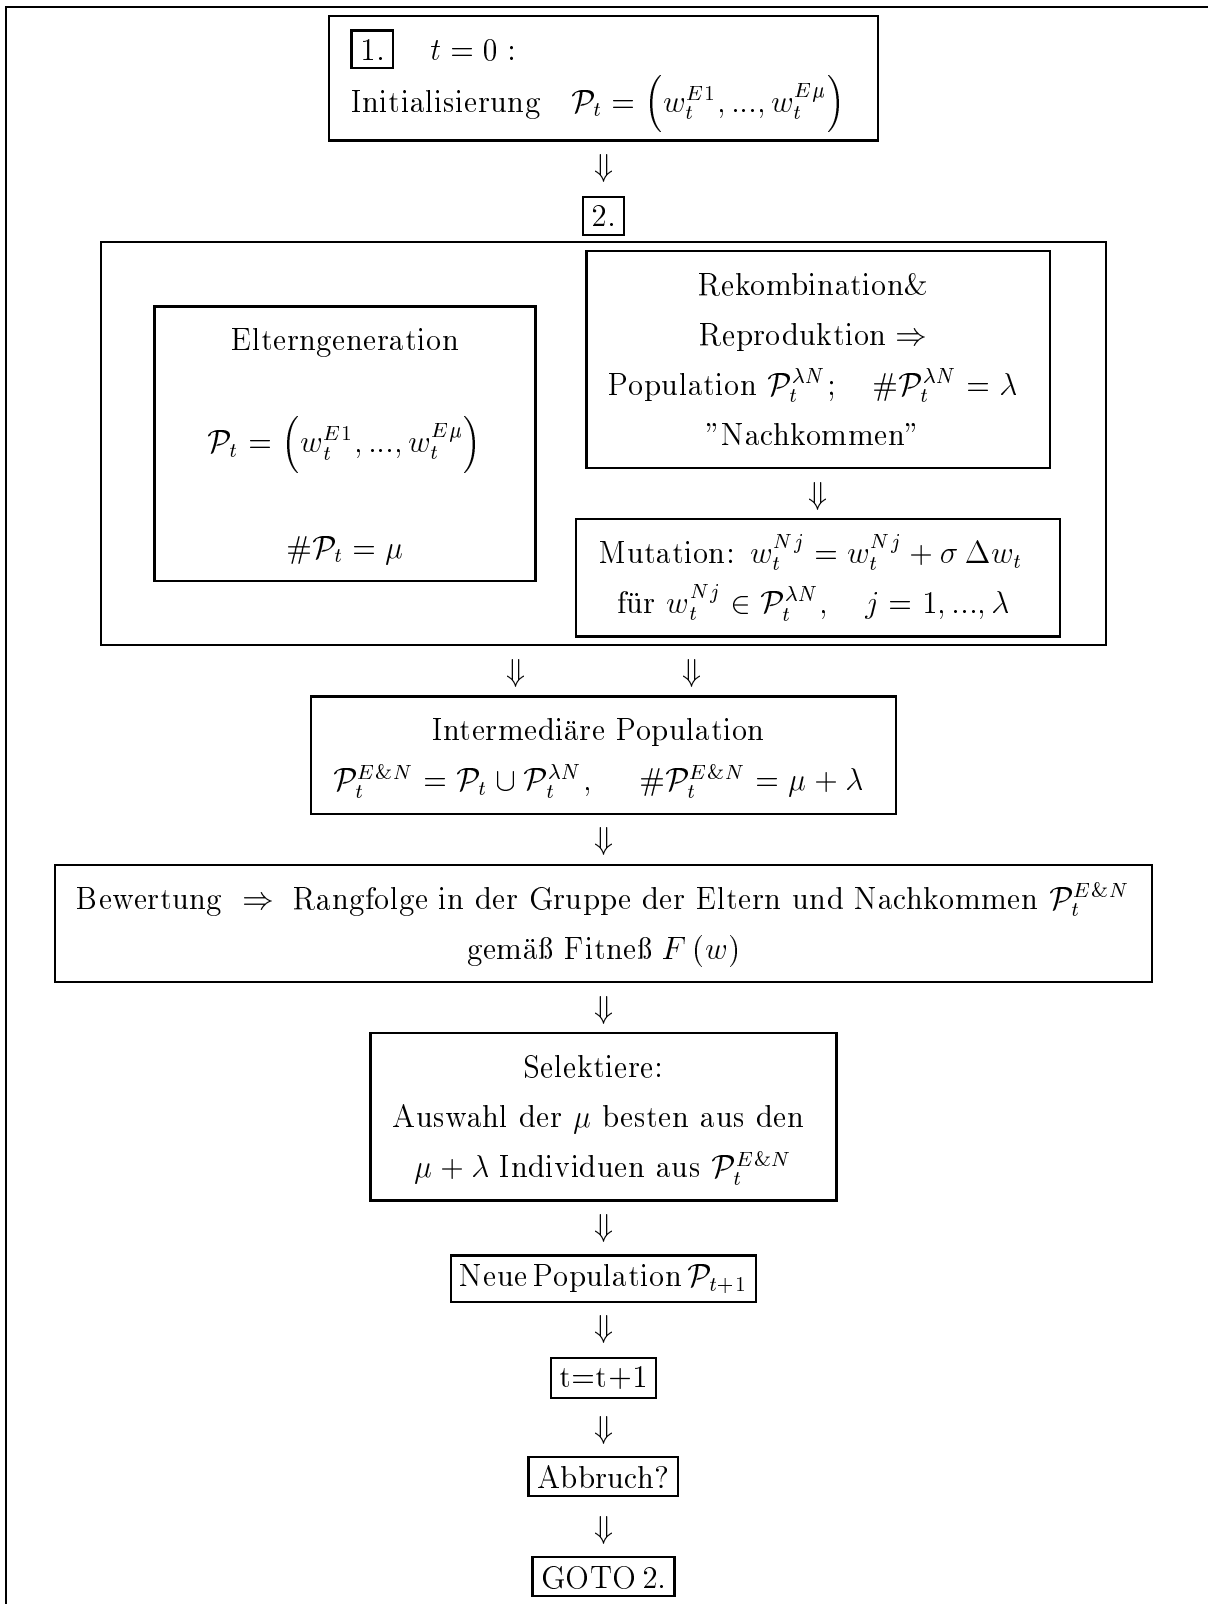 1. t = 0 :
Initialisierung 𝒫_t = (w_t^{E1}, ..., w_t^{Eμ})
⇓
2.
Elterngeneration
𝒫_t = (w_t^{E1}, ..., w_t^{Eμ})
#𝒫_t = μ
Rekombination&
Reproduktion ⇒
Population 𝒫_t^{λN}; #𝒫_t^{λN} = λ
”Nachkommen”
⇓
Mutation: w_t^{Nj} = w_t^{Nj} + σ Δw_t
für w_t^{Nj} ∈ 𝒫_t^{λN}, j = 1, ..., λ
⇓ ⇓
Intermediäre Population
𝒫_t^{E&N} = 𝒫_t ∪ 𝒫_t^{λN}, #𝒫_t^{E&N} = μ + λ
⇓
Bewertung ⇒ Rangfolge in der Gruppe der Eltern und Nachkommen 𝒫_t^{E&N}
gemäß Fitneß F (w)
⇓
Selektiere:
Auswahl der μ besten aus den
μ + λ Individuen aus 𝒫_t^{E&N}
⇓
Neue Population 𝒫_{t+1}
⇓
t=t+1
⇓
Abbruch?
⇓
GOTO 2.